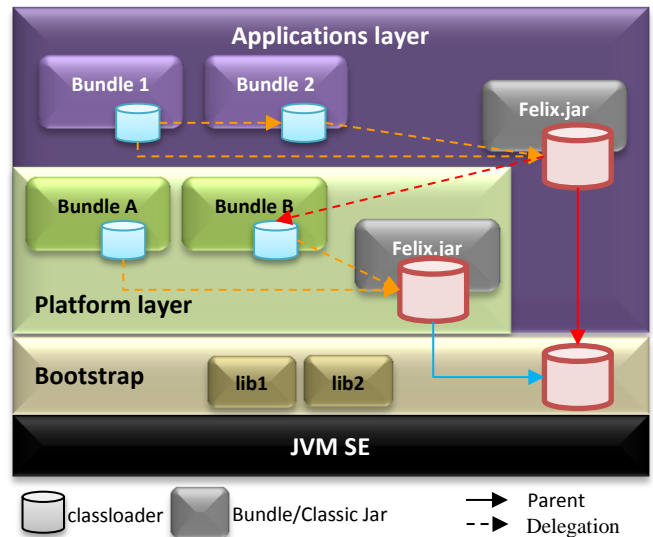 Applications layer
Bundle 1
Bundle 2
Felix.jar
Bundle A
Bundle B
Felix.jar
Platform layer
Bootstrap
lib1
lib2
JVM SE
classloader
Bundle/Classic Jar
Parent
Delegation